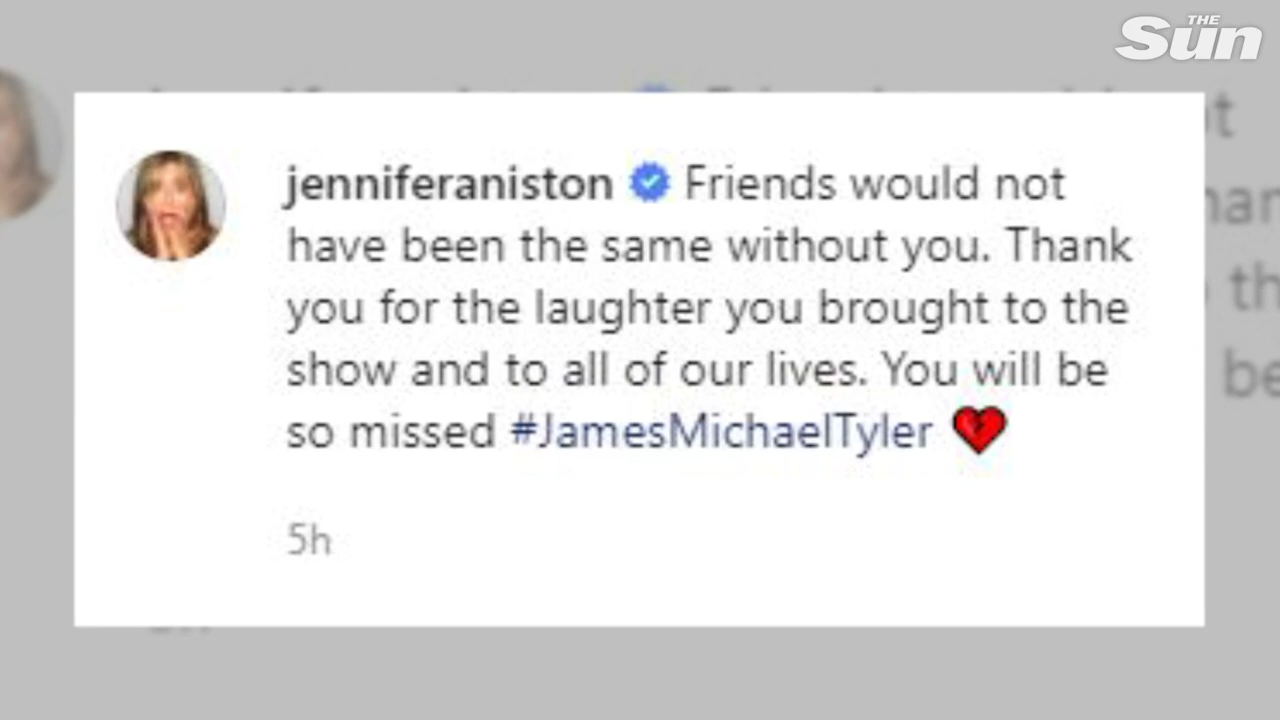 THE
Sun
jenniferaniston Friends would not
have been the same without you. Thank
you for the laughter you brought to the
show and to all of our lives. You will be
so missed #JamesMichaelTyler 💔
5h